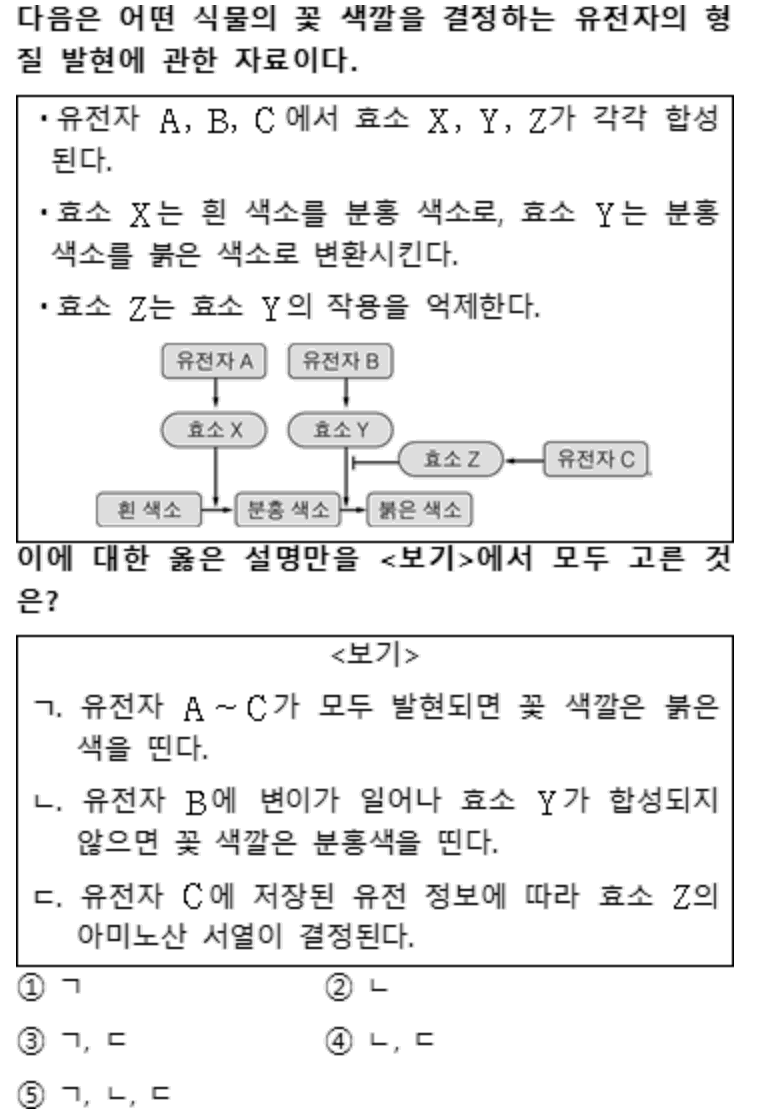 다음은 어떤 식물의 꽃 색깔을 결정하는 유전자의 형
질 발현에 관한 자료이다.
・유전자 A, B, C에서 효소 X, Y, Z가 각각 합성
된다.
・효소 X는 흰 색소를 분홍 색소로, 효소 Y는 분홍
색소를 붉은 색소로 변환시킨다.
・효소 Z는 효소 Y의 작용을 억제한다.
유전자 A 유전자 B
효소 X 효소 Y
효소 Z 유전자 C
흰 색소 분홍 색소 붉은 색소
이에 대한 옳은 설명만을 <보기>에서 모두 고른 것
은?
<보기>
ㄱ. 유전자 A ~ C가 모두 발현되면 꽃 색깔은 붉은
색을 띤다.
ㄴ. 유전자 B에 변이가 일어나 효소 Y가 합성되지
않으면 꽃 색깔은 분홍색을 띤다.
ㄷ. 유전자 C에 저장된 유전 정보에 따라 효소 Z의
아미노산 서열이 결정된다.
① ㄱ ② ㄴ
③ ㄱ, ㄷ ④ ㄴ, ㄷ
⑤ ㄱ, ㄴ, ㄷ